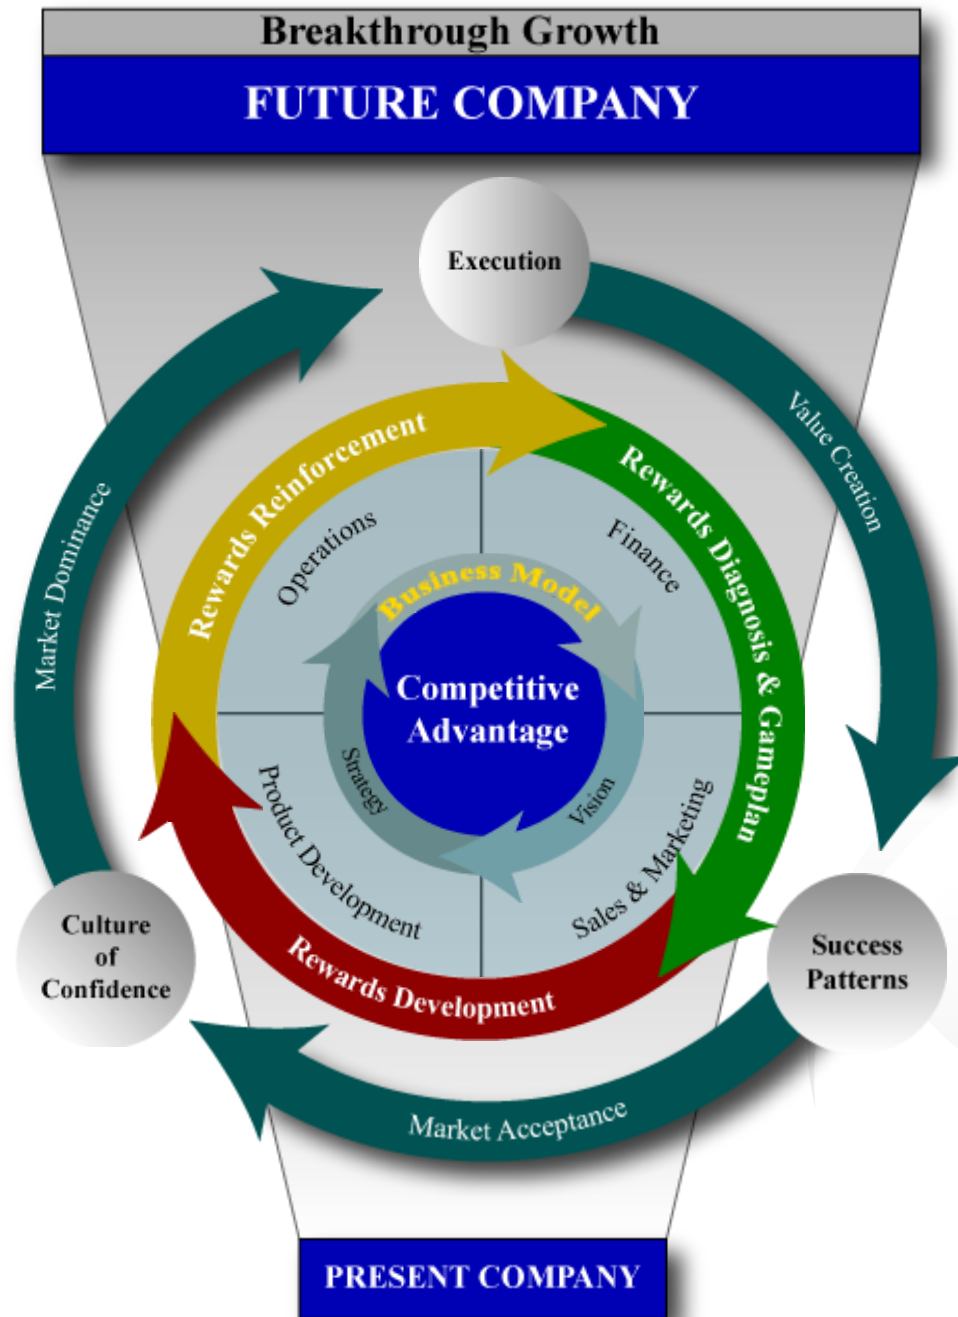 Breakthrough Growth
FUTURE COMPANY
Execution
Value Creation
Market Dominance
Rewards Reinforcement
Rewards Diagnosis & Gameplan
Operations
Finance
Business Model
Competitive
Advantage
Strategy
Vision
Product Development
Sales & Marketing
Rewards Development
Culture
of
Confidence
Success
Patterns
Market Acceptance
PRESENT COMPANY